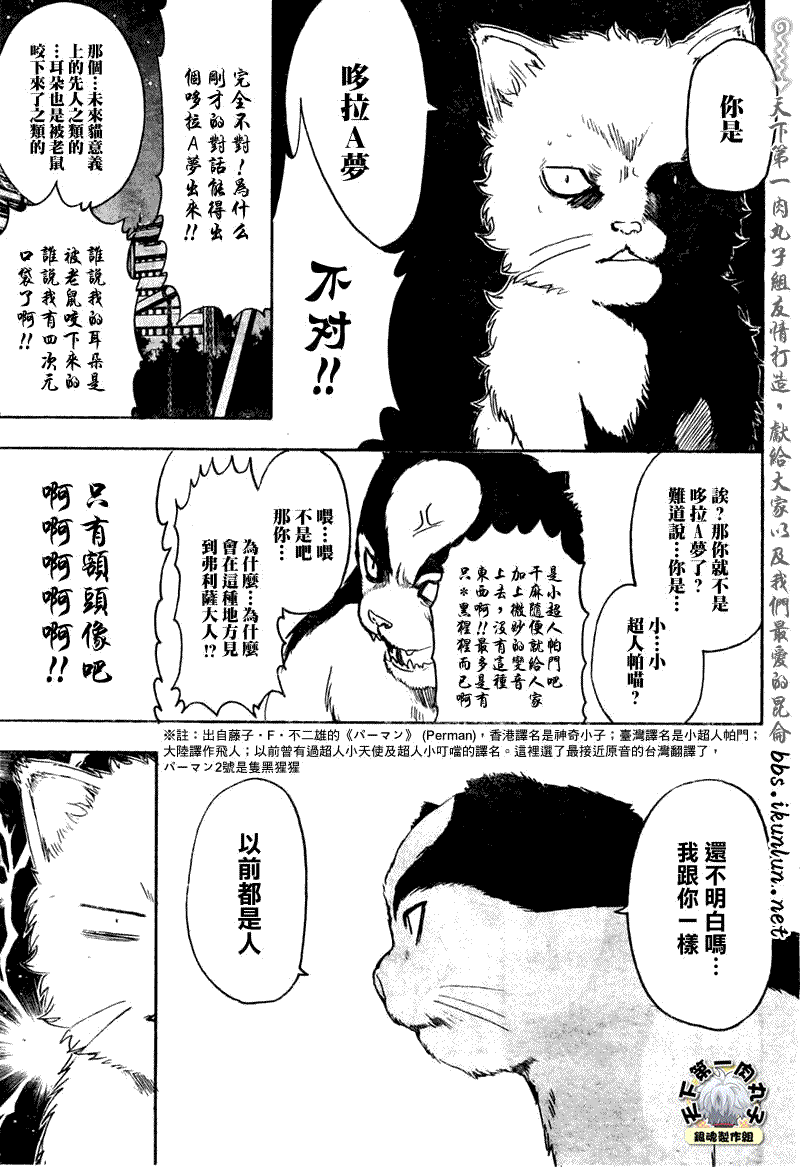 你是
哆拉A夢
不对!!
完全不對!為什么
剛才的對話能得出
個哆拉A夢出來!!
那個…未來貓意義
上的先人之類的
…耳朵也是被老鼠
咬下來了之類的
誰說我的耳朵是
被老鼠咬下來的
誰說我有四次元
口袋了啊!!
誒?那你就不是
哆拉A夢了?
難道說…你是…
小…小
超人帕喵?
是小超人帕門吧
干麻隨便就給人家
加上微妙的變音
上去,沒有這種
東西啊!!最多是有
只*黑猩猩而已啊
喂…喂
不是吧
那你…
為什麼…為什麼
會在這種地方見
到弗利薩大人!?
只有額頭像吧
啊啊啊啊啊
啊啊啊啊!!
※註：出自藤子・F・不二雄的《パーマン》 (Perman)，香港譯名是神奇小子；臺灣譯名是小超人帕門；
大陸譯作飛人；以前曾有過超人小天使及超人小叮噹的譯名。這裡選了最接近原音的台灣翻譯了，
パーマン2號是隻黑猩猩
還不明白嗎…
我跟你一樣
以前都是人
天下第一肉丸子組友情打造。獻給大家以及我們最愛的昆侖 bbs.ikunlun.net
天下第一肉丸子
銀魂製作組